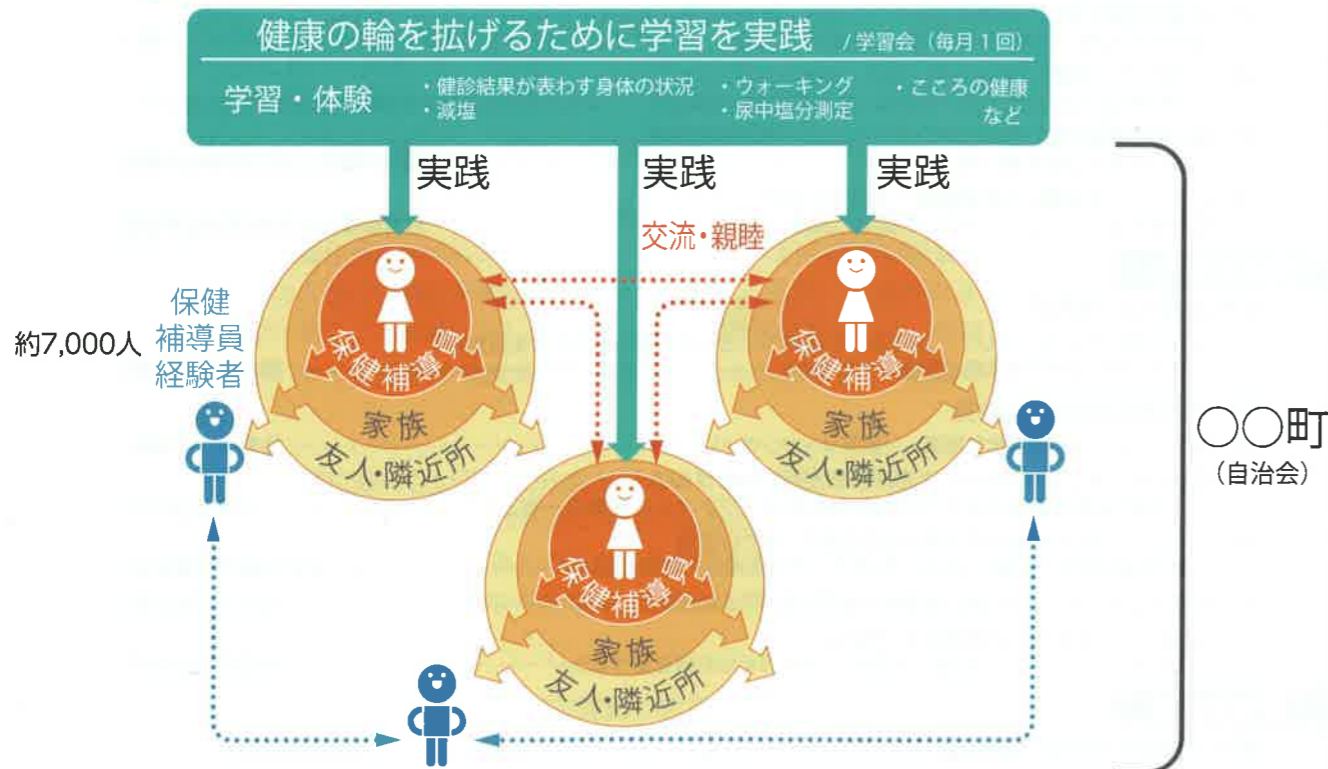 健康の輪を拡げるために学習を実践 /学習会(毎月1回)
学習・体験
・健診結果が表わす身体の状況
・減塩
・ウォーキング
・尿中塩分測定
・こころの健康
など
実践
実践
実践
交流・親睦
保健補導員
家族
友人・隣近所
保健補導員
家族
友人・隣近所
約7,000人
保健
補導員
経験者
保健補導員
家族
友人・隣近所
○○町
(自治会)